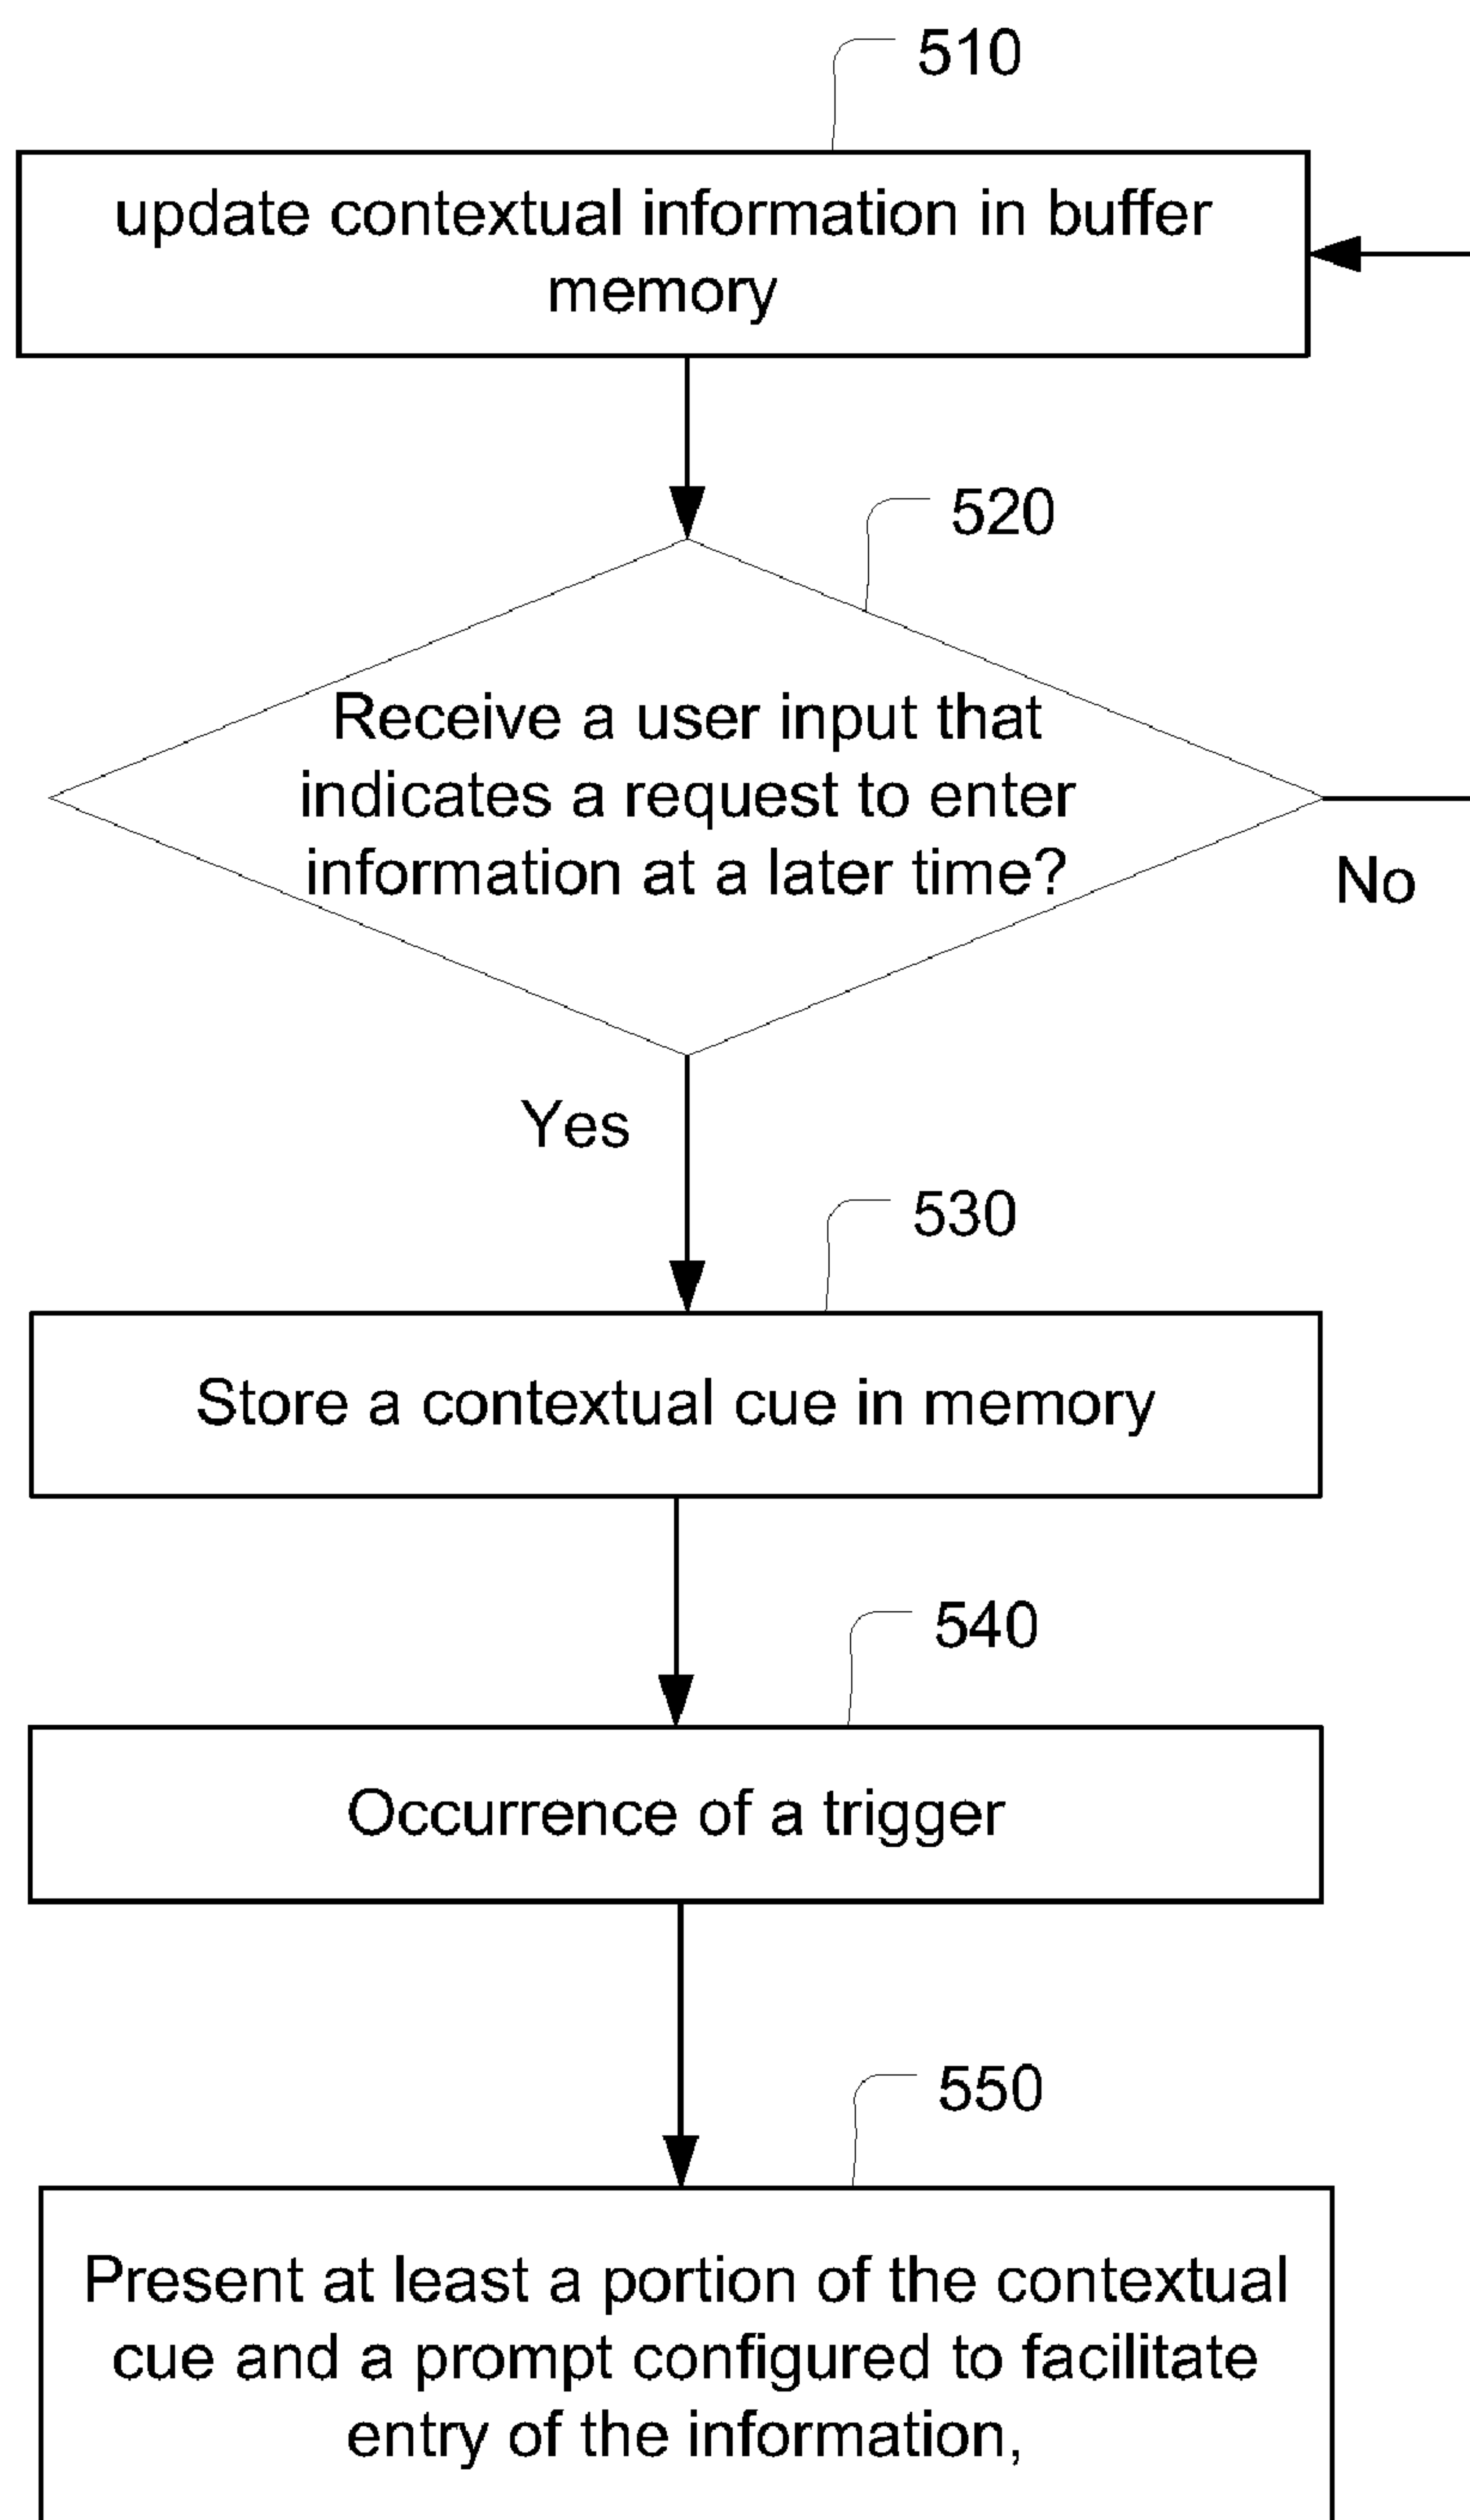 510
update contextual information in buffer
memory
520
Receive a user input that
indicates a request to enter
information at a later time?
No
Yes
530
Store a contextual cue in memory
540
Occurrence of a trigger
550
Present at least a portion of the contextual
cue and a prompt configured to facilitate
entry of the information,